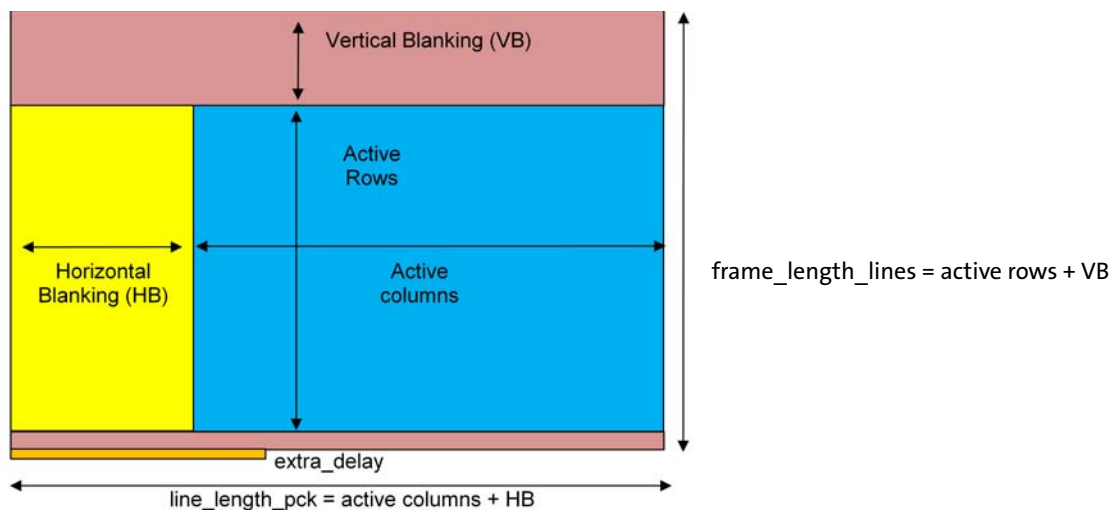 Vertical Blanking (VB)
Active
Rows
Horizontal
Blanking (HB)
Active
columns
frame_length_lines = active rows + VB
extra_delay
line_length_pck = active columns + HB